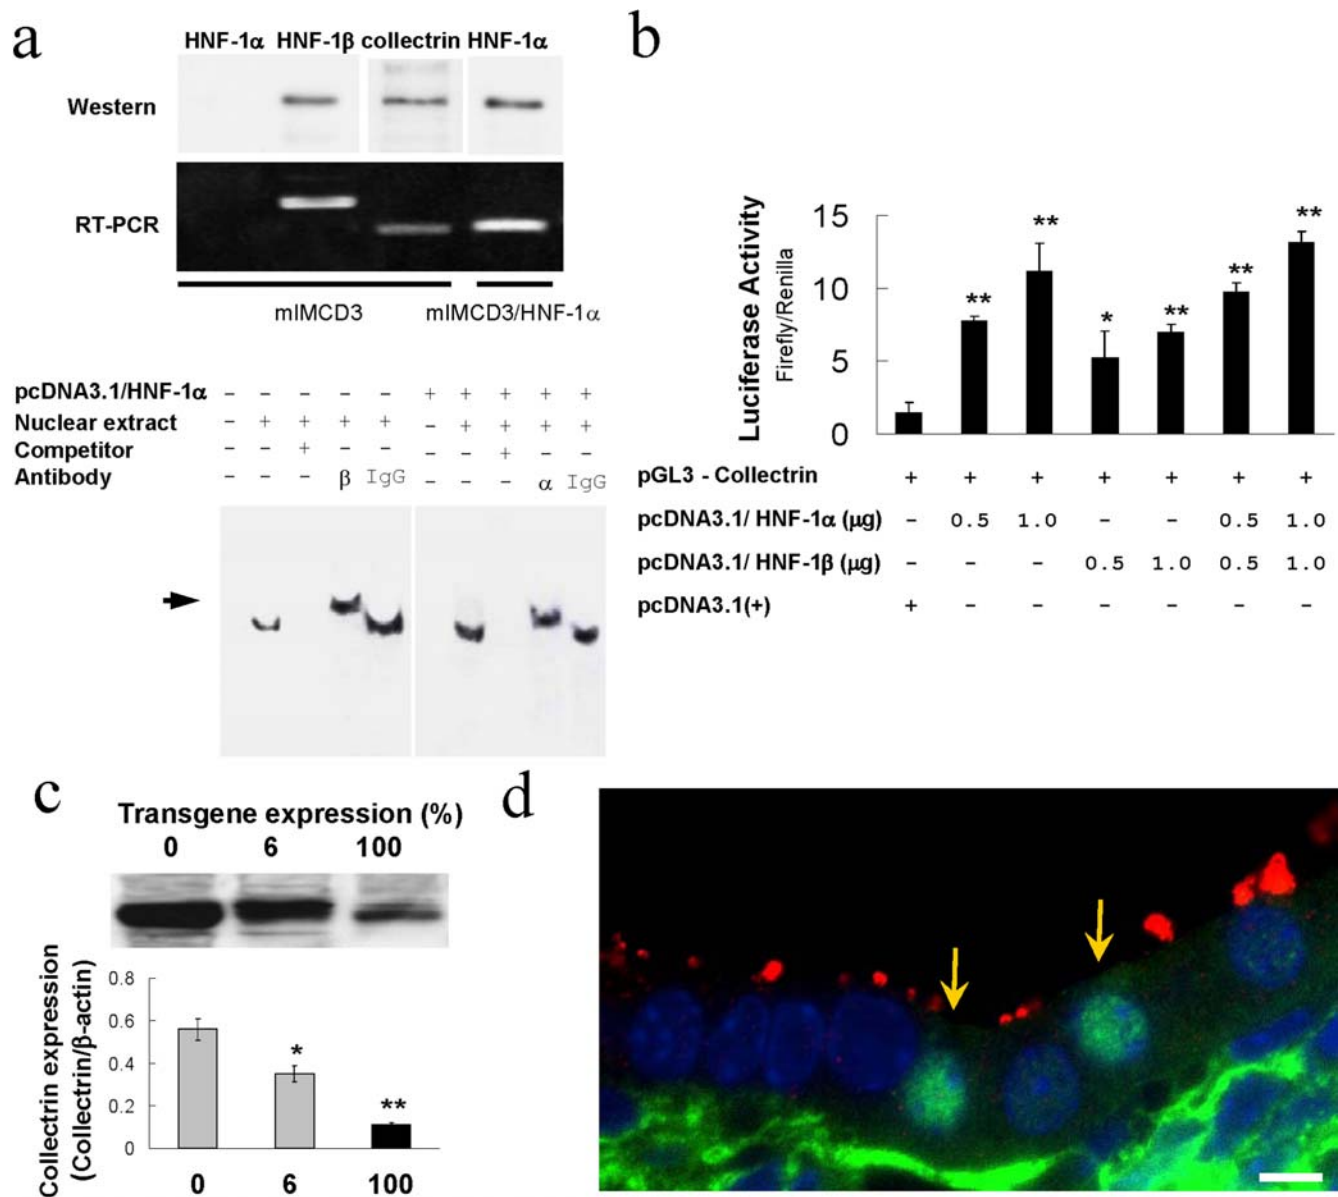 a
HNF-1α HNF-1β collectrin HNF-1α
Western
RT-PCR
mIMCD3 mIMCD3/HNF-1α
pcDNA3.1/HNF-1α – – – – – + + + + +
Nuclear extract – + + + + – + + + +
Competitor – – + – – – – + – –
Antibody – – – β IgG – – – α IgG
b
Luciferase Activity
Firefly/Renilla
15
10
5
0
** ** * ** ** **
pGL3 - Collectrin + + + + + + +
pcDNA3.1/ HNF-1α (µg) – 0.5 1.0 – – 0.5 1.0
pcDNA3.1/ HNF-1β (µg) – – – 0.5 1.0 0.5 1.0
pcDNA3.1(+) + – – – – – –
c
Transgene expression (%)
0 6 100
Collectrin expression
(Collectrin/β-actin)
0.8
0.6
0.4
0.2
0
* **
0 6 100
d